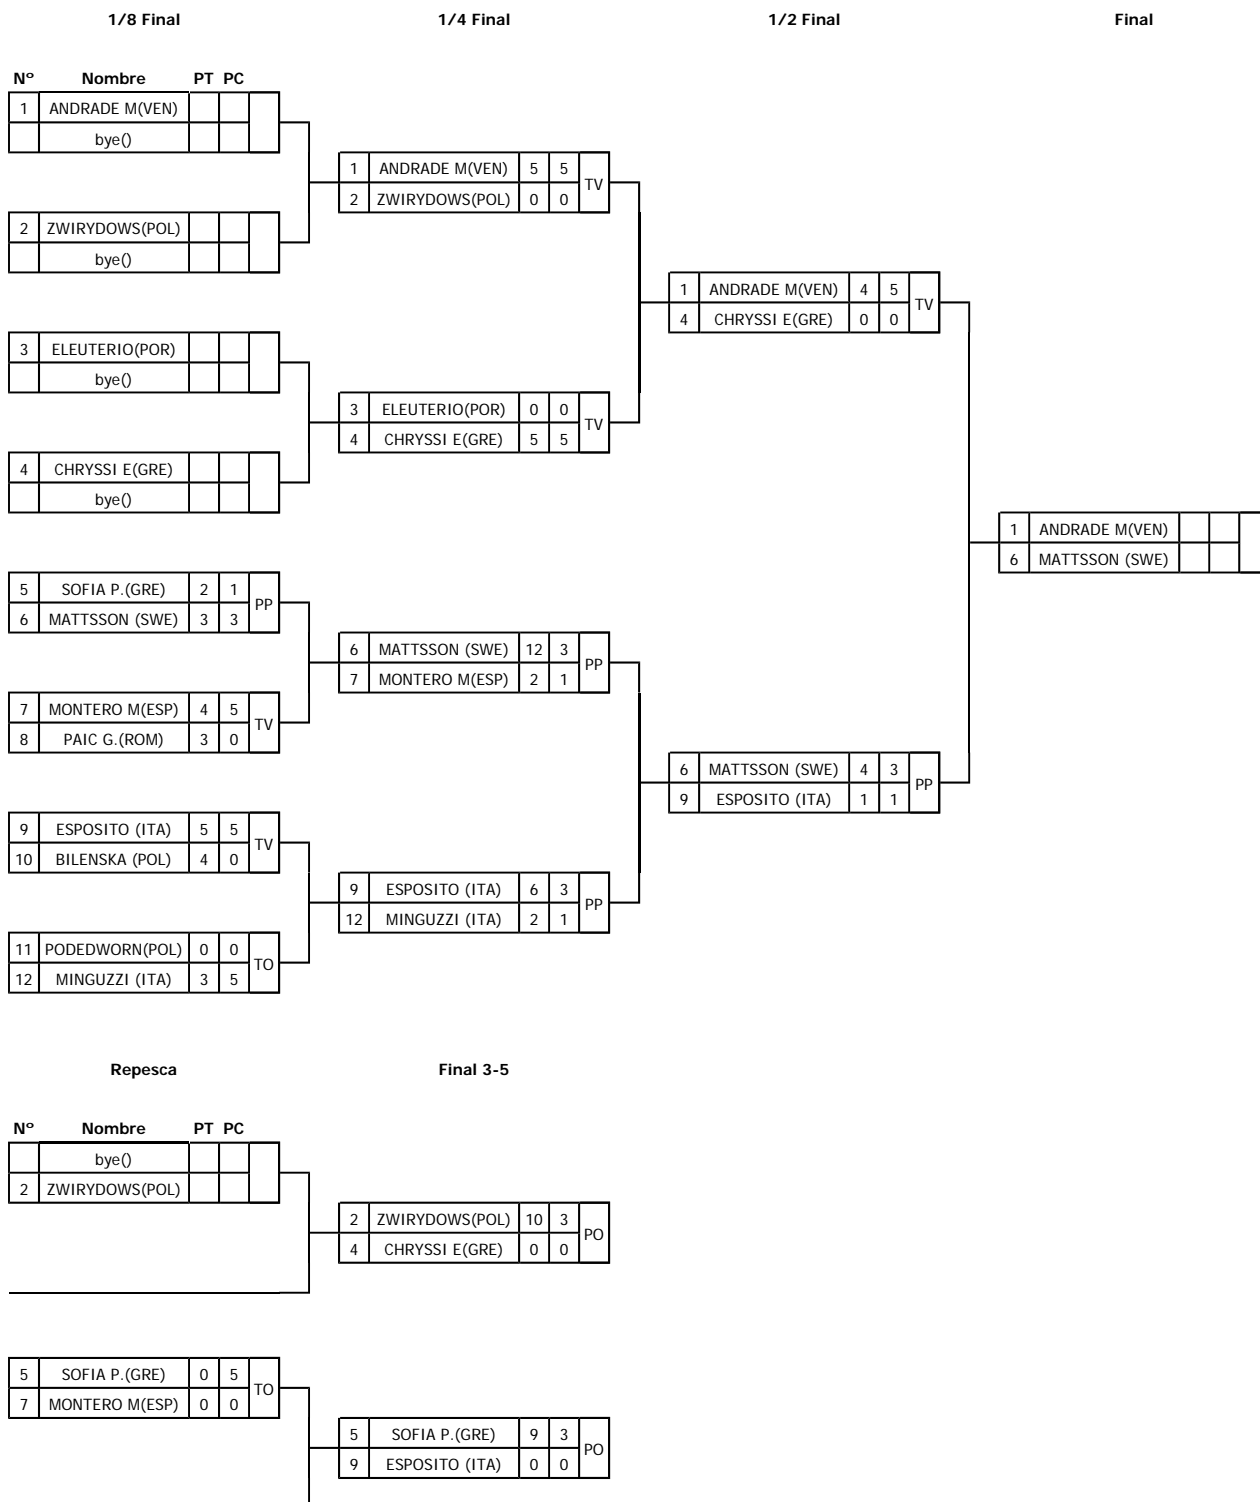 1/8 Final 1/4 Final 1/2 Final Final
Nº Nombre PT PC
1 ANDRADE M(VEN)
bye()
1 ANDRADE M(VEN) 5 5 TV
2 ZWIRYDOWS(POL) 0 0
2 ZWIRYDOWS(POL)
bye()
1 ANDRADE M(VEN) 4 5 TV
4 CHRYSSI E(GRE) 0 0
3 ELEUTERIO(POR)
bye()
3 ELEUTERIO(POR) 0 0 TV
4 CHRYSSI E(GRE) 5 5
4 CHRYSSI E(GRE)
bye()
1 ANDRADE M(VEN)
6 MATTSSON (SWE)
5 SOFIA P.(GRE) 2 1 PP
6 MATTSSON (SWE) 3 3
6 MATTSSON (SWE) 12 3 PP
7 MONTERO M(ESP) 2 1
7 MONTERO M(ESP) 4 5 TV
8 PAIC G.(ROM) 3 0
6 MATTSSON (SWE) 4 3 PP
9 ESPOSITO (ITA) 1 1
9 ESPOSITO (ITA) 5 5 TV
10 BILENSKA (POL) 4 0
9 ESPOSITO (ITA) 6 3 PP
12 MINGUZZI (ITA) 2 1
11 PODEDWORN(POL) 0 0 TO
12 MINGUZZI (ITA) 3 5
Repesca Final 3-5
Nº Nombre PT PC
bye()
2 ZWIRYDOWS(POL)
2 ZWIRYDOWS(POL) 10 3 PO
4 CHRYSSI E(GRE) 0 0
5 SOFIA P.(GRE) 0 5 TO
7 MONTERO M(ESP) 0 0
5 SOFIA P.(GRE) 9 3 PO
9 ESPOSITO (ITA) 0 0